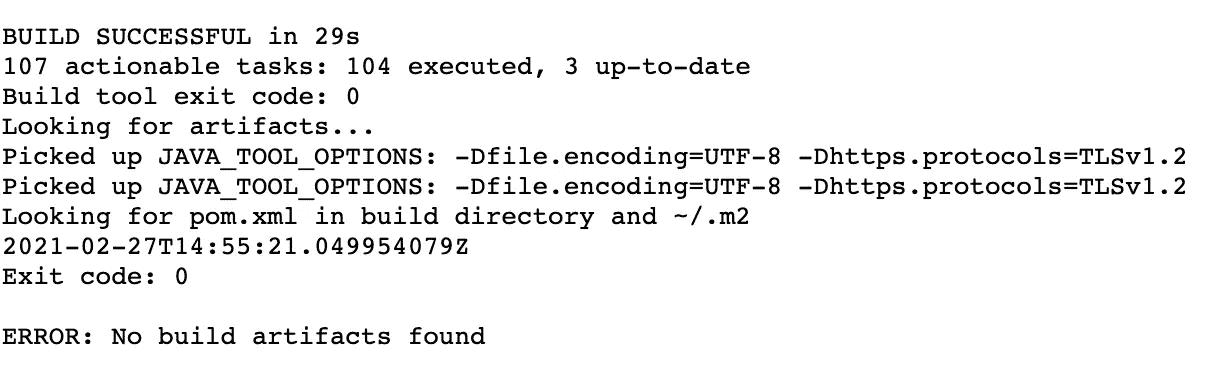 BUILD SUCCESSFUL in 29s
107 actionable tasks: 104 executed, 3 up-to-date
Build tool exit code: 0
Looking for artifacts...
Picked up JAVA_TOOL_OPTIONS: -Dfile.encoding=UTF-8 -Dhttps.protocols=TLSv1.2
Picked up JAVA_TOOL_OPTIONS: -Dfile.encoding=UTF-8 -Dhttps.protocols=TLSv1.2
Looking for pom.xml in build directory and ~/.m2
2021-02-27T14:55:21.049954079Z
Exit code: 0
ERROR: No build artifacts found